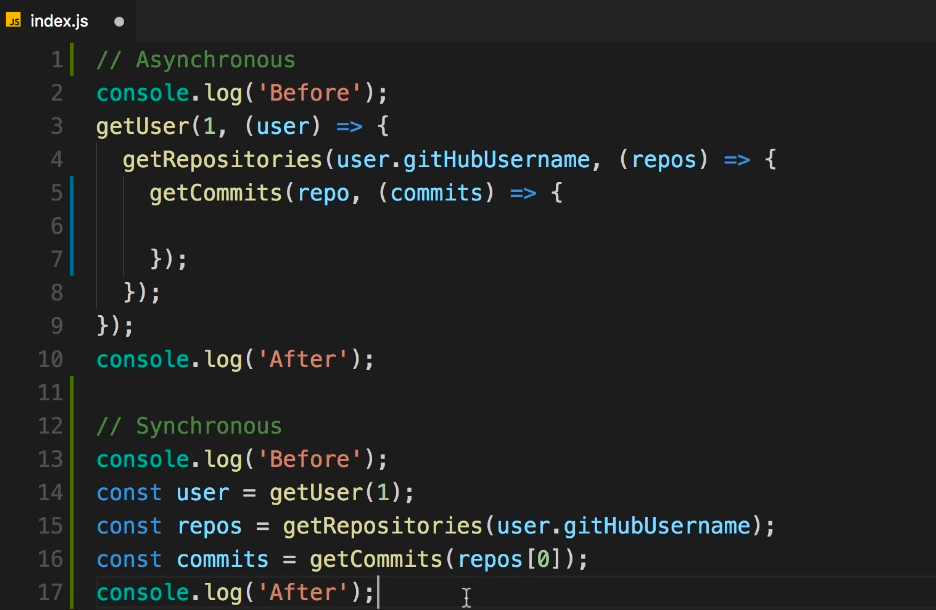 JS index.js
1 // Asynchronous
2 console.log('Before');
3 getUser(1, (user) => {
4   getRepositories(user.gitHubUsername, (repos) => {
5     getCommits(repo, (commits) => {
6
7     });
8   });
9 });
10 console.log('After');
11
12 // Synchronous
13 console.log('Before');
14 const user = getUser(1);
15 const repos = getRepositories(user.gitHubUsername);
16 const commits = getCommits(repos[0]);
17 console.log('After');